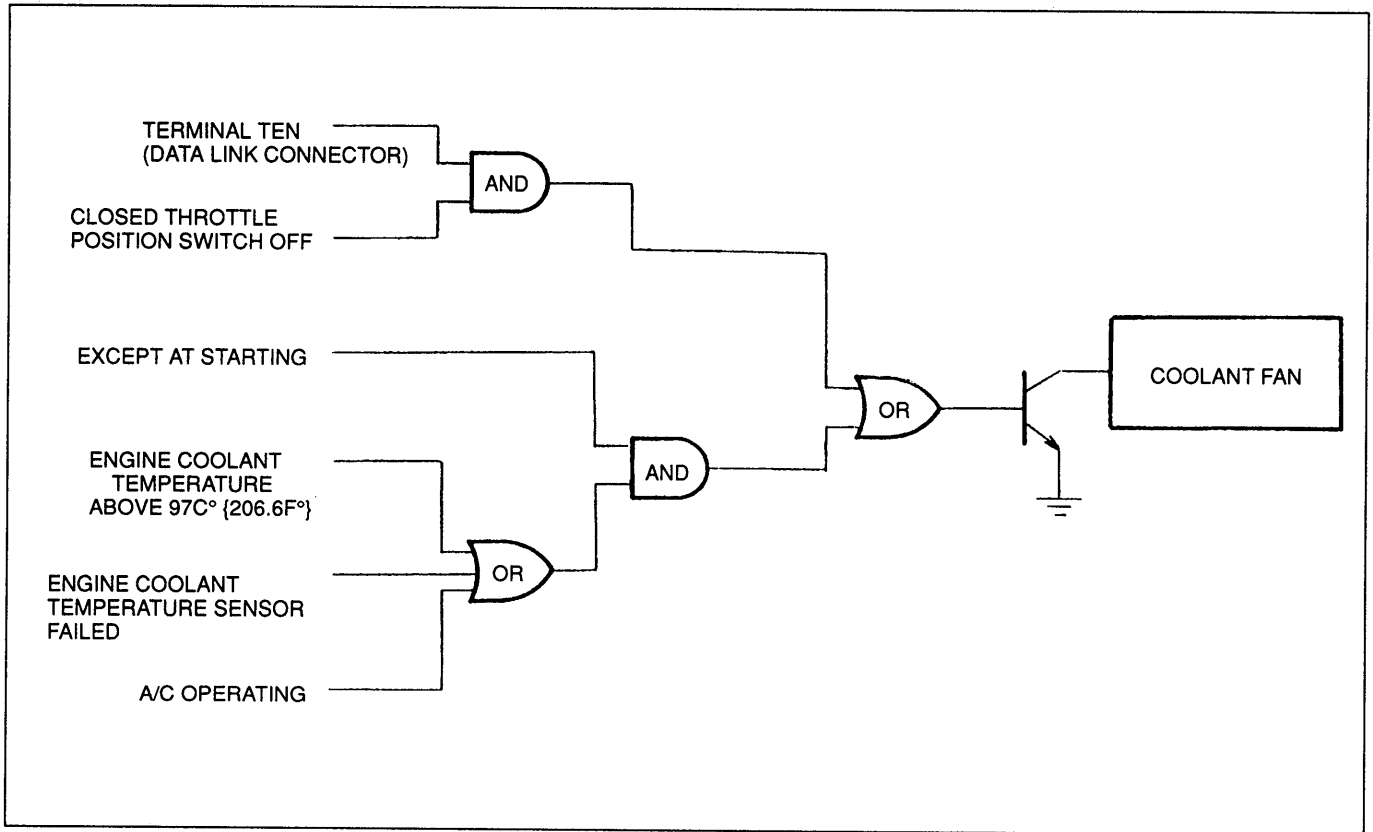 TERMINAL TEN
(DATA LINK CONNECTOR)
AND
CLOSED THROTTLE
POSITION SWITCH OFF
EXCEPT AT STARTING
COOLANT FAN
OR
ENGINE COOLANT
TEMPERATURE
ABOVE 97C° {206.6F°}
AND
OR
ENGINE COOLANT
TEMPERATURE SENSOR
FAILED
A/C OPERATING